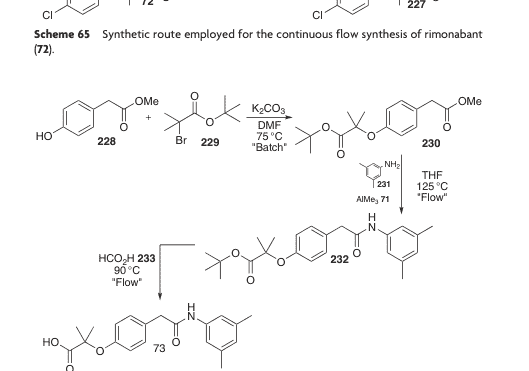 72
227
Cl
Cl
Scheme 65 Synthetic route employed for the continuous flow synthesis of rimonabant
(72).
O
OMe
O
HO
228
+
O
Br
229
K2CO3
DMF
75 °C
"Batch"
O
O
O
OMe
O
230
NH2
231
AlMe3 71
THF
125 °C
"Flow"
HCO2H 233
90 °C
"Flow"
O
O
O
O
H
N
232
HO
O
O
73
O
H
N